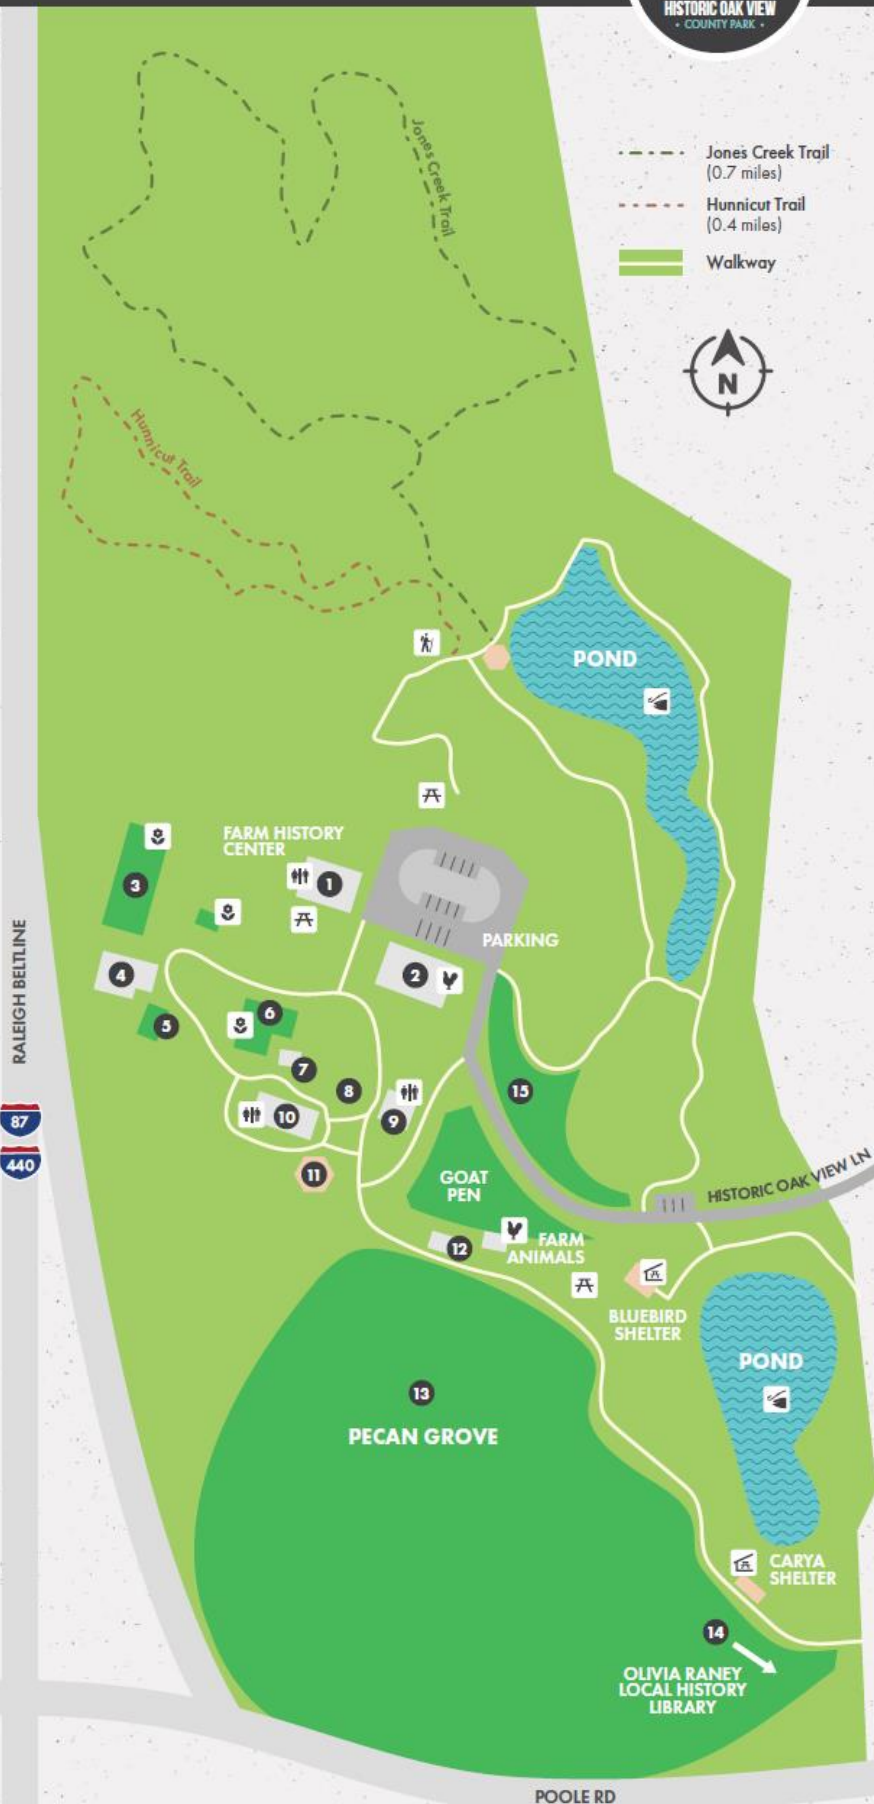 HISTORIC OAK VIEW
• COUNTY PARK •
Jones Creek Trail
(0.7 miles)
Hunnicut Trail
(0.4 miles)
Walkway
N
Jones Creek Trail
Hunnicut Trail
POND
FARM HISTORY
CENTER
1
3
PARKING
2
4
5
6
7
8
9
10
11
15
RALEIGH BELTLINE
87
440
GOAT
PEN
HISTORIC OAK VIEW LN
12
FARM
ANIMALS
BLUEBIRD
SHELTER
POND
13
PECAN GROVE
CARYA
SHELTER
14
OLIVIA RANEY
LOCAL HISTORY
LIBRARY
POOLE RD